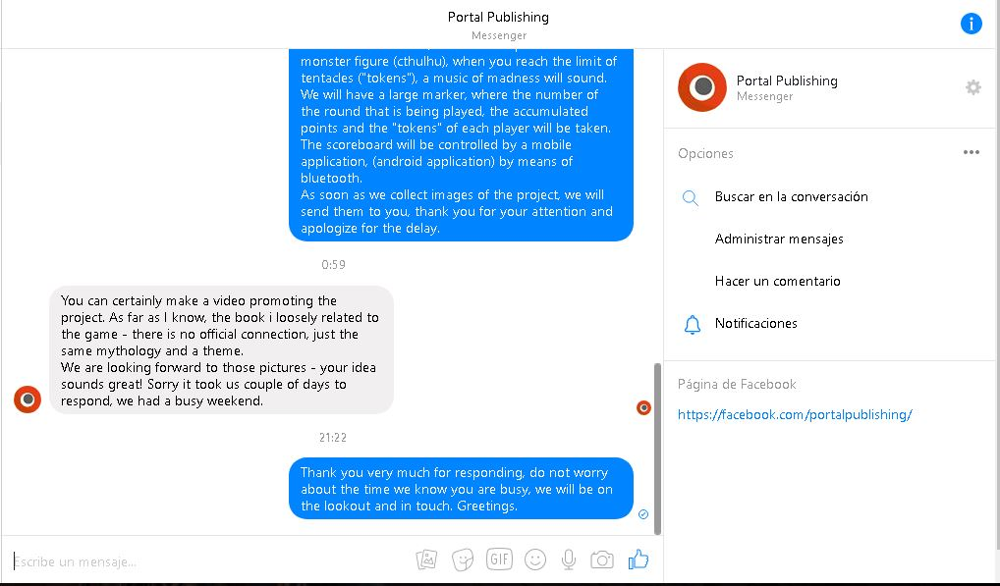 Portal Publishing
Messenger
monster figure (cthulhu), when you reach the limit of
tentacles ("tokens"), a music of madness will sound.
We will have a large marker, where the number of
the round that is being played, the accumulated
points and the "tokens" of each player will be taken.
The scoreboard will be controlled by a mobile
application, (android application) by means of
bluetooth.
As soon as we collect images of the project, we will
send them to you, thank you for your attention and
apologize for the delay.
0:59
You can certainly make a video promoting the
project. As far as I know, the book i loosely related to
the game - there is no official connection, just the
same mythology and a theme.
We are looking forward to those pictures - your idea
sounds great! Sorry it took us couple of days to
respond, we had a busy weekend.
21:22
Thank you very much for responding, do not worry
about the time we know you are busy, we will be on
the lookout and in touch. Greetings.
Escribe un mensaje...
GIF
Portal Publishing
Messenger
Opciones
Buscar en la conversación
Administrar mensajes
Hacer un comentario
Notificaciones
Página de Facebook
https://facebook.com/portalpublishing/